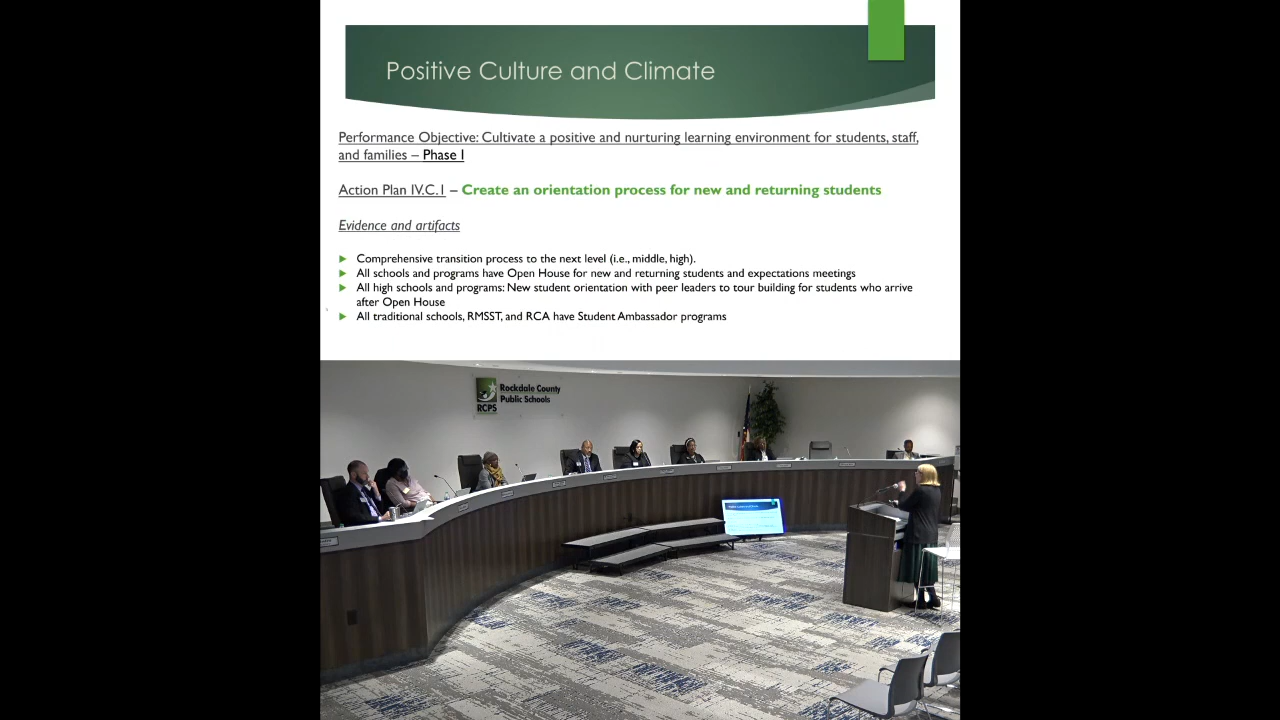 Positive Culture and Climate
Performance Objective: Cultivate a positive and nurturing learning environment for students, staff,
and families – Phase I
Action Plan IV.C.1 – Create an orientation process for new and returning students
Evidence and artifacts
Comprehensive transition process to the next level (i.e., middle, high).
All schools and programs have Open House for new and returning students and expectations meetings
All high schools and programs: New student orientation with peer leaders to tour building for students who arrive
after Open House
All traditional schools, RMSST, and RCA have Student Ambassador programs
Rockdale County
Public Schools
RCPS